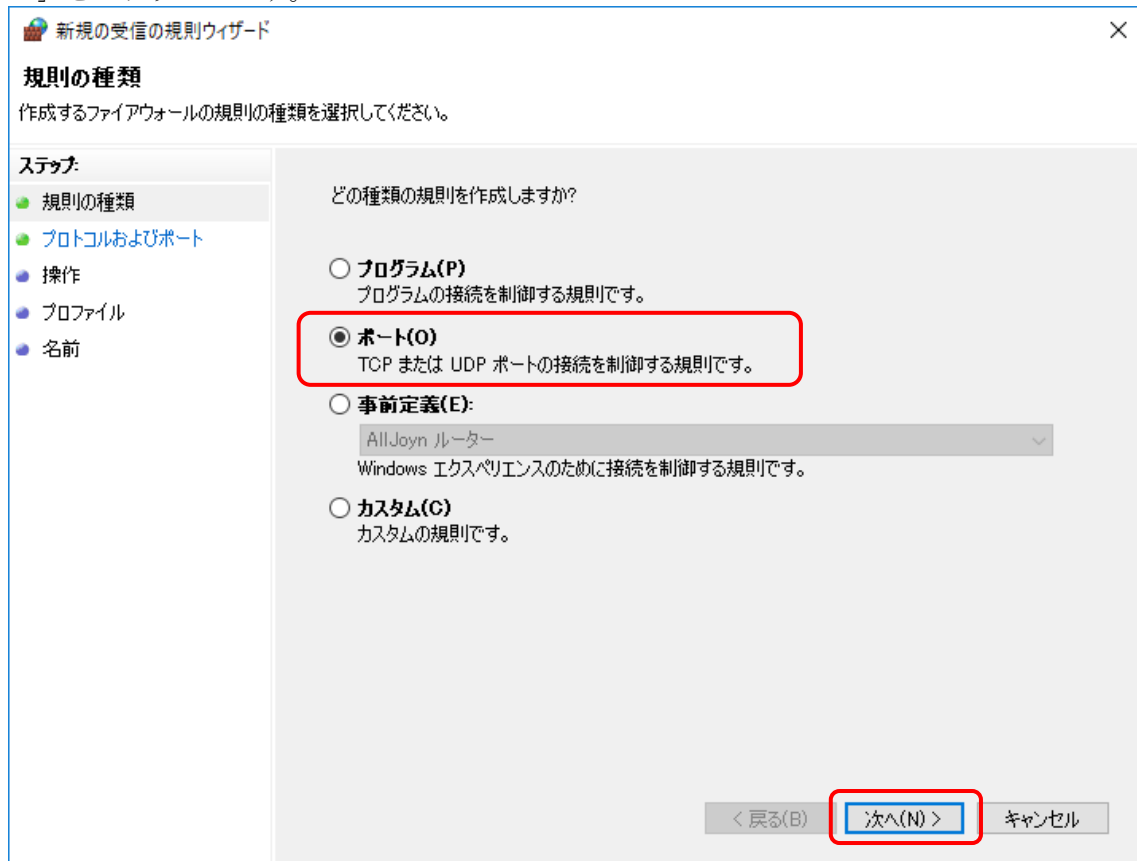 新規の受信の規則ウィザード
規則の種類
作成するファイアウォールの規則の種類を選択してください。
ステップ:
規則の種類
プロトコルおよびポート
操作
プロファイル
名前
どの種類の規則を作成しますか?
プログラム(P)
プログラムの接続を制御する規則です。
ポート(O)
TCP または UDP ポートの接続を制御する規則です。
事前定義(E):
AllJoyn ルーター
Windows エクスペリエンスのために接続を制御する規則です。
カスタム(C)
カスタムの規則です。
< 戻る(B)
次へ(N) >
キャンセル